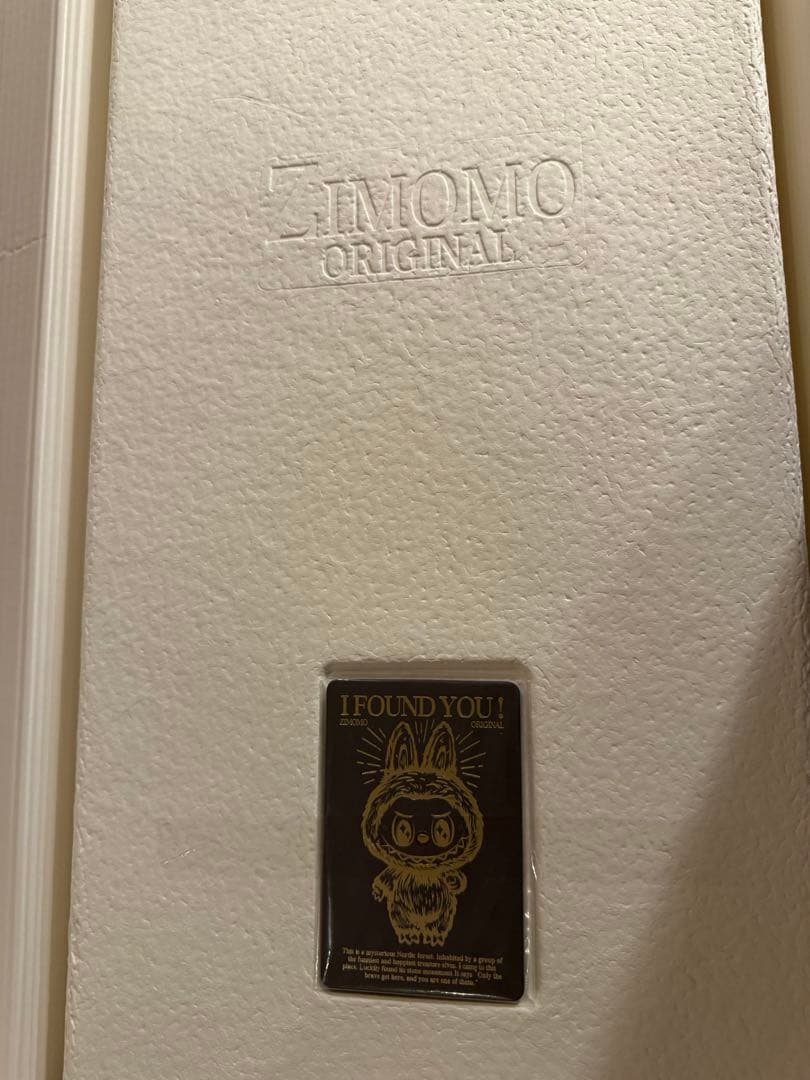 ZIMOMO
ORIGINAL
I FOUND YOU !
ZIMOMO ORIGINAL
This is a mysterious Nordic forest. Inhabited by a group of
the funniest and happiest treasure elves. I came to this
place. Luckily found its stone monument. It says "Only the
brave get here, and you are one of them."